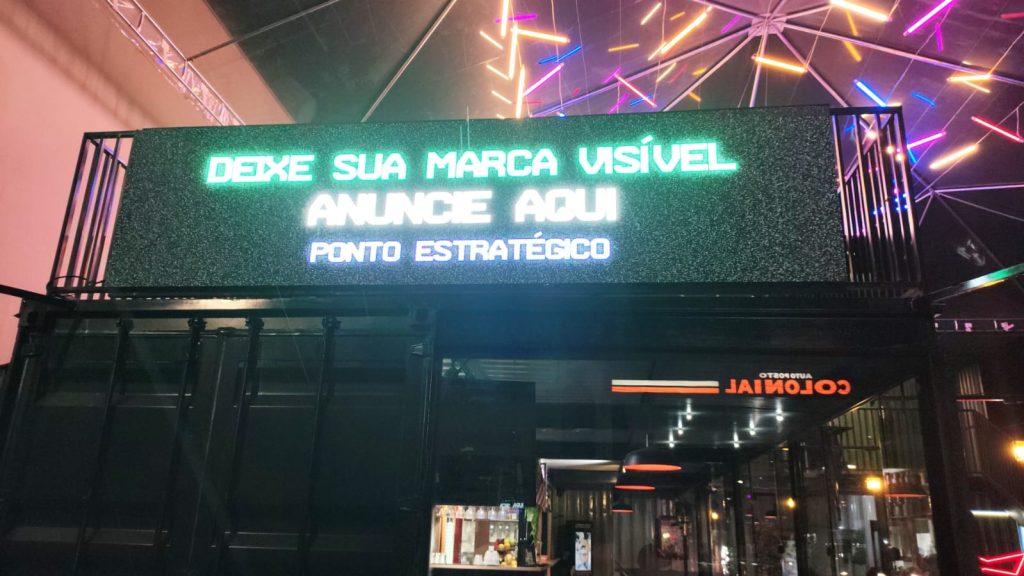 DEIXE SUA MARCA VISÍVEL
ANUNCIE AQUI
PONTO ESTRATÉGICO
AUTO POSTO
COLONIAL